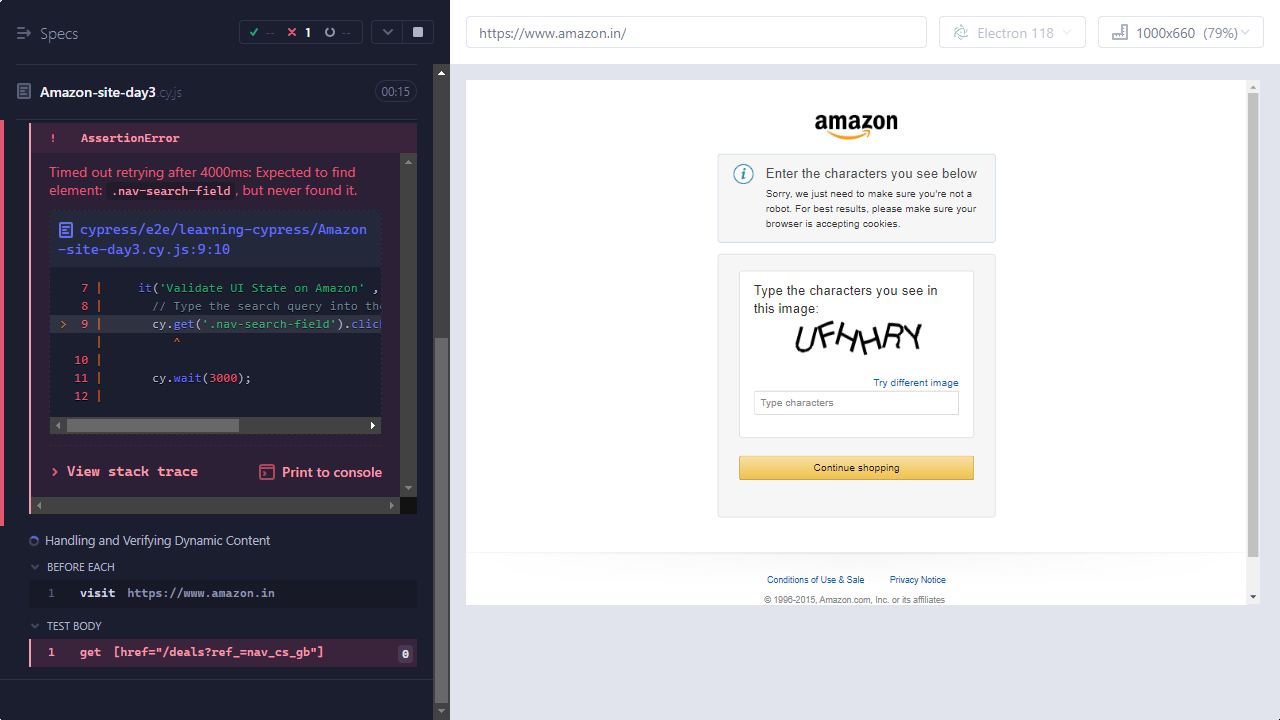 Specs
-- 1 --
Amazon-site-day3.cy.js 00:15
! AssertionError
Timed out retrying after 4000ms: Expected to find
element: .nav-search-field, but never found it.
cypress/e2e/learning-cypress/Amazon
-site-day3.cy.js:9:10
7 | it('Validate UI State on Amazon' ,
8 | // Type the search query into the
> 9 | cy.get('.nav-search-field').click
| ^
10 |
11 | cy.wait(3000);
12 |
View stack trace
Print to console
Handling and Verifying Dynamic Content
BEFORE EACH
1 visit https://www.amazon.in
TEST BODY
1 get [href="/deals?ref_=nav_cs_gb"] 0
https://www.amazon.in/
Electron 118
1000x660 (79%)
amazon
Enter the characters you see below
Sorry, we just need to make sure you're not a
robot. For best results, please make sure your
browser is accepting cookies.
Type the characters you see in
this image:
UFHHRY
Try different image
Type characters
Continue shopping
Conditions of Use & Sale Privacy Notice
© 1996-2015, Amazon.com, Inc. or its affiliates